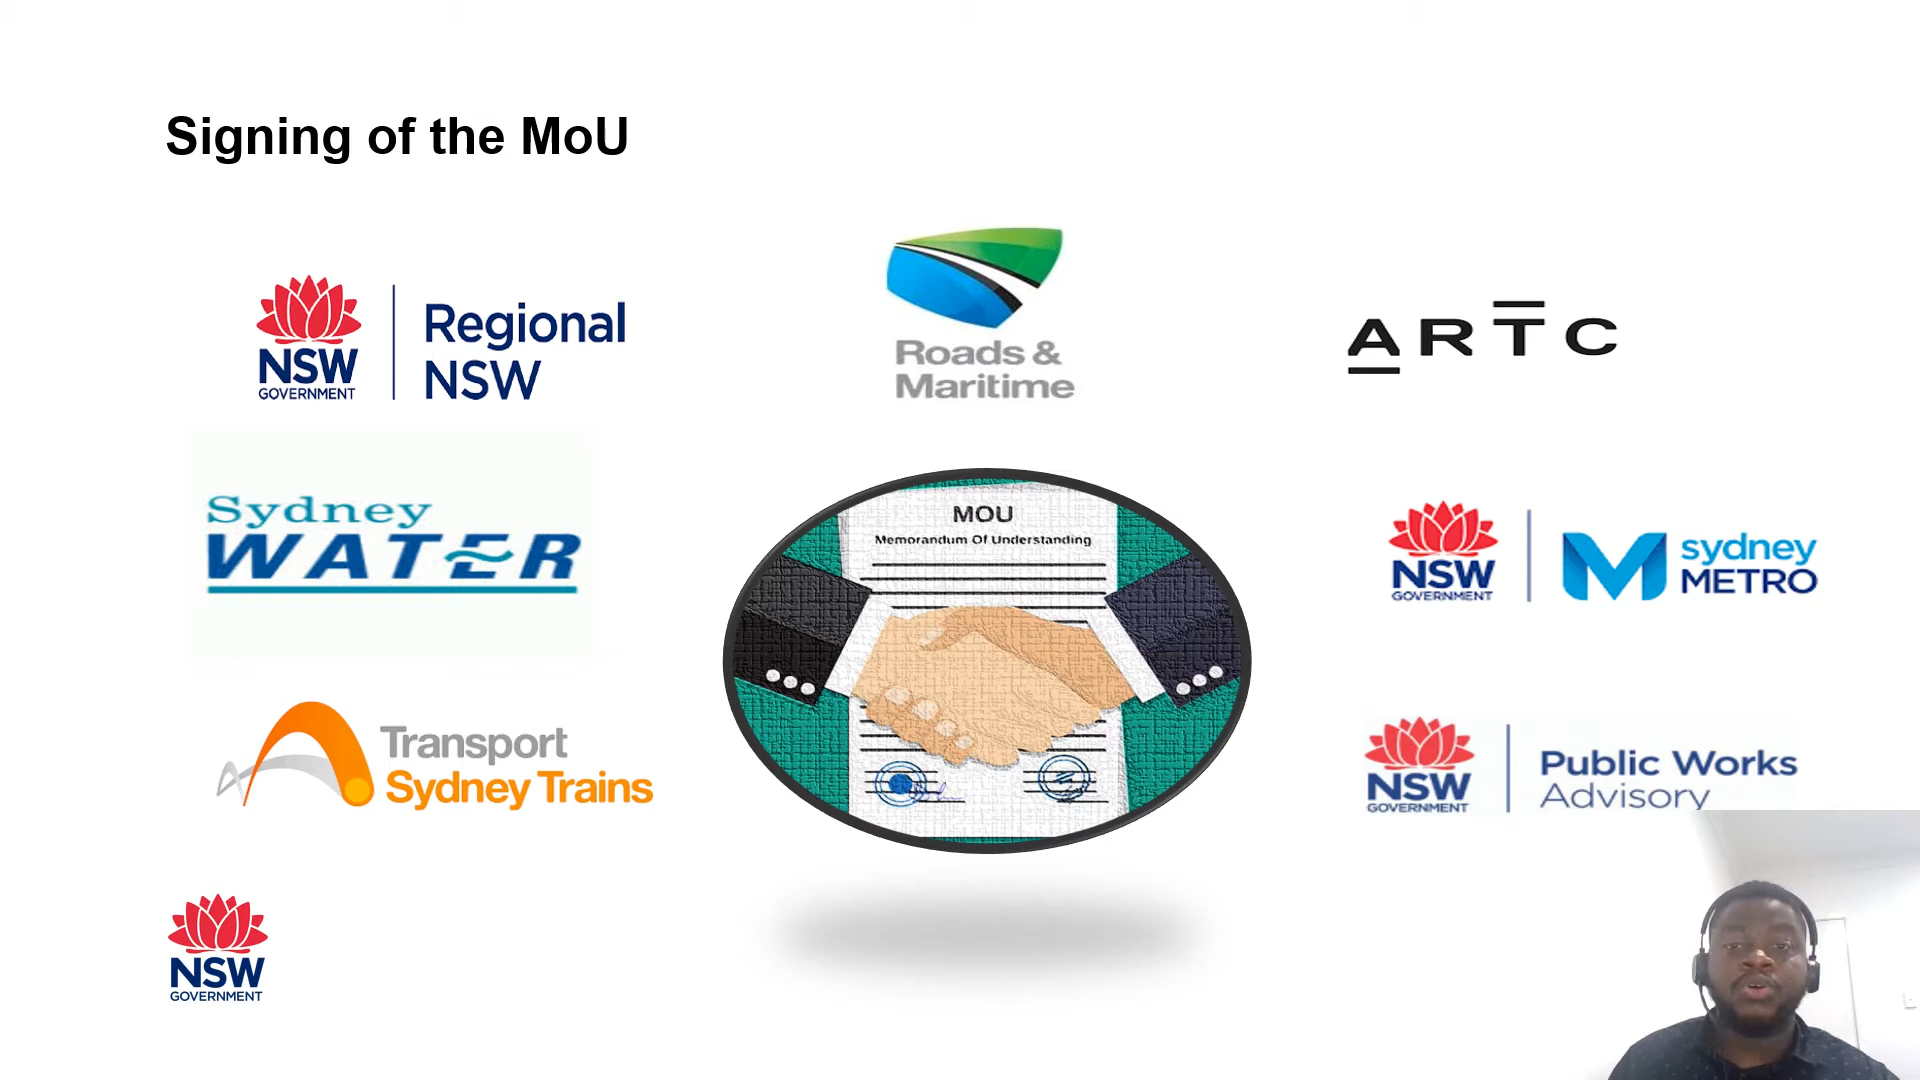 Signing of the MoU
NSW
GOVERNMENT
Regional
NSW
Roads &
Maritime
ARTC
Sydney
WATER
MOU
Memorandum Of Understanding
NSW
GOVERNMENT
sydney
METRO
Transport
Sydney Trains
NSW
GOVERNMENT
Public Works
Advisory
NSW
GOVERNMENT